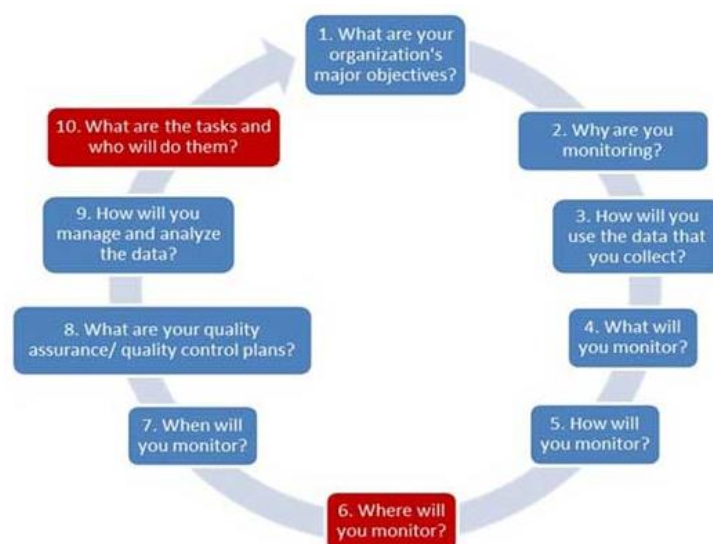 1. What are your
organization's
major objectives?
2. Why are you
monitoring?
3. How will you
use the data that
you collect?
4. What will
you monitor?
5. How will
you monitor?
6. Where will
you monitor?
7. When will
you monitor?
8. What are your quality
assurance/ quality control plans?
9. How will you
manage and analyze
the data?
10. What are the tasks and
who will do them?